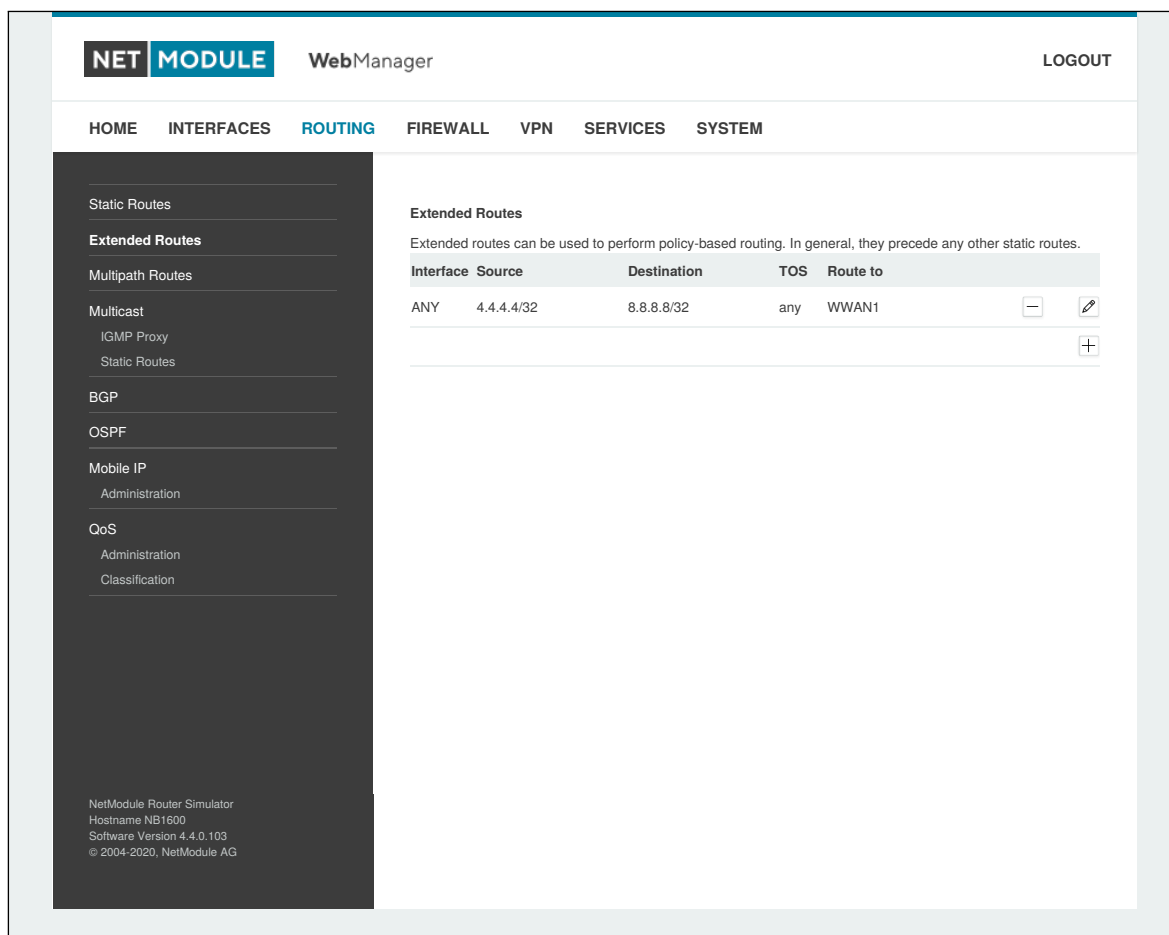 NET MODULE WebManager LOGOUT
HOME INTERFACES ROUTING FIREWALL VPN SERVICES SYSTEM
Static Routes
Extended Routes
Multipath Routes
Multicast
IGMP Proxy
Static Routes
BGP
OSPF
Mobile IP
Administration
QoS
Administration
Classification
NetModule Router Simulator
Hostname NB1600
Software Version 4.4.0.103
© 2004-2020, NetModule AG
Extended Routes
Extended routes can be used to perform policy-based routing. In general, they precede any other static routes.
Interface Source Destination TOS Route to
ANY 4.4.4.4/32 8.8.8.8/32 any WWAN1